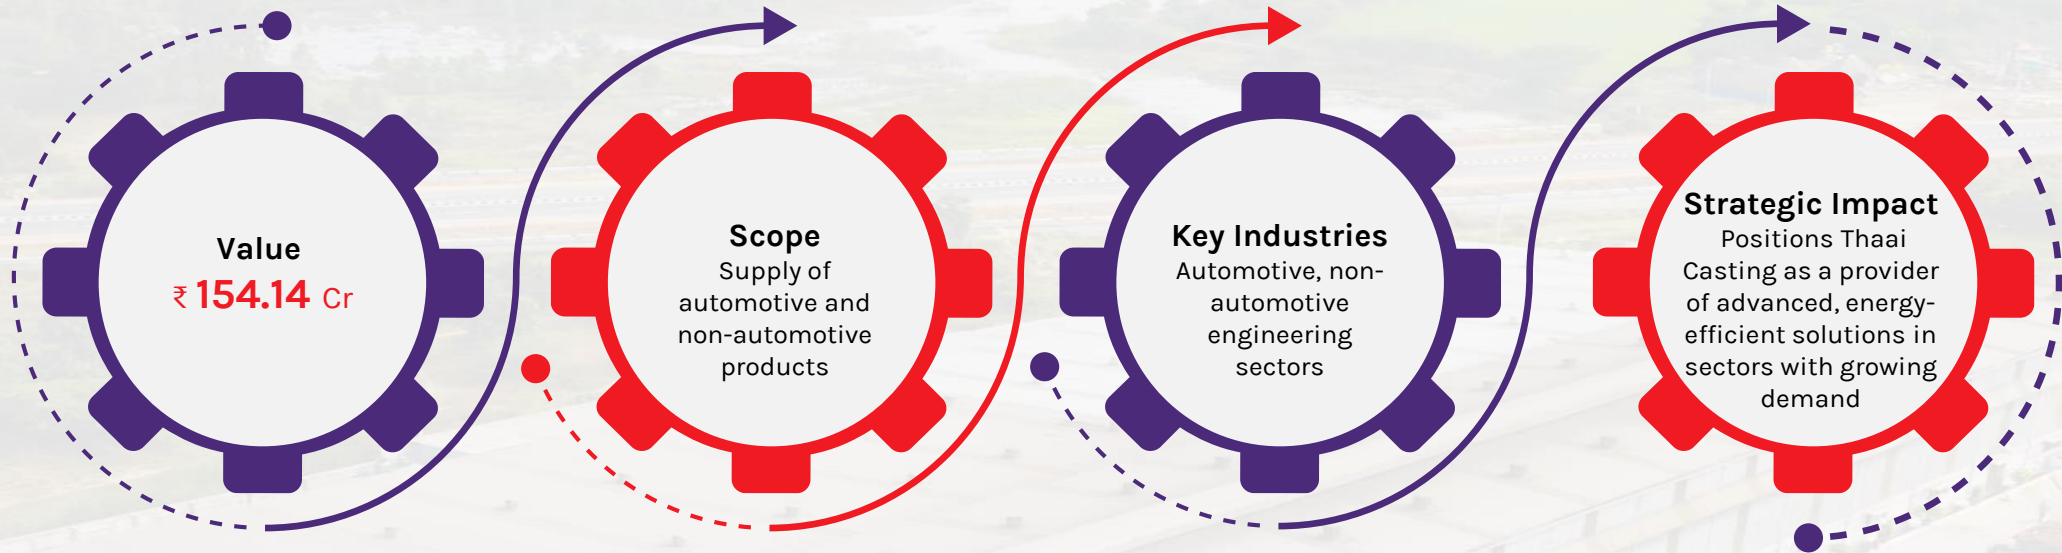 Value
₹ 154.14 Cr
Scope
Supply of
automotive and
non-automotive
products
Key Industries
Automotive, non-
automotive
engineering
sectors
Strategic Impact
Positions Thaai
Casting as a provider
of advanced, energy-
efficient solutions in
sectors with growing
demand